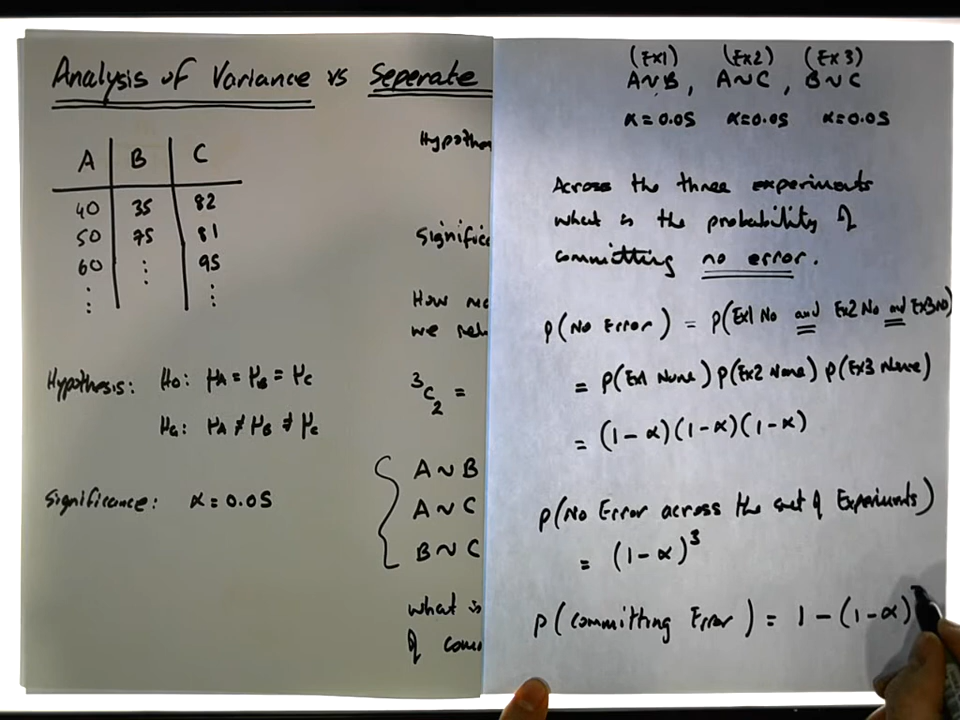 Analysis of Variance vs Seperate
A B C
40 35 82
50 75 81
60 : 95
: :
Hypothesis: H0: μA = μB = μC
Ha: μA ≠ μB ≠ μC
Significance: α = 0.05
Hypothe
Significa
How
we
³C₂ =
A ~ B
A ~ C
B ~ C
what is
of com
(Ex1) (Ex2) (Ex3)
A~B, A~C, B~C
α=0.05 α=0.05 α=0.05
Across the three experiments
what is the probability of
committing no error.
P(No Error) = P(Ex1 No and Ex2 No and Ex3 No)
= P(Ex1 None) P(Ex2 None) P(Ex3 None)
= (1-α)(1-α)(1-α)
P(No Error across the set of Experiments)
= (1-α)³
P(committing Error) = 1-(1-α)